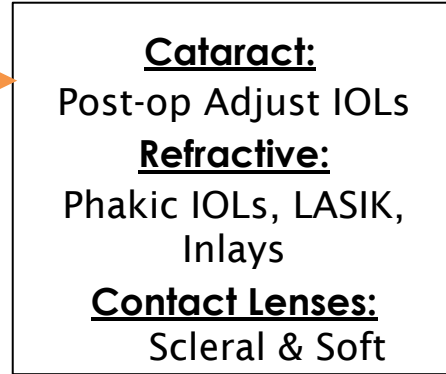 Cataract:
Post-op Adjust IOLs
Refractive:
Phakic IOLs, LASIK,
Inlays
Contact Lenses:
Scleral & Soft